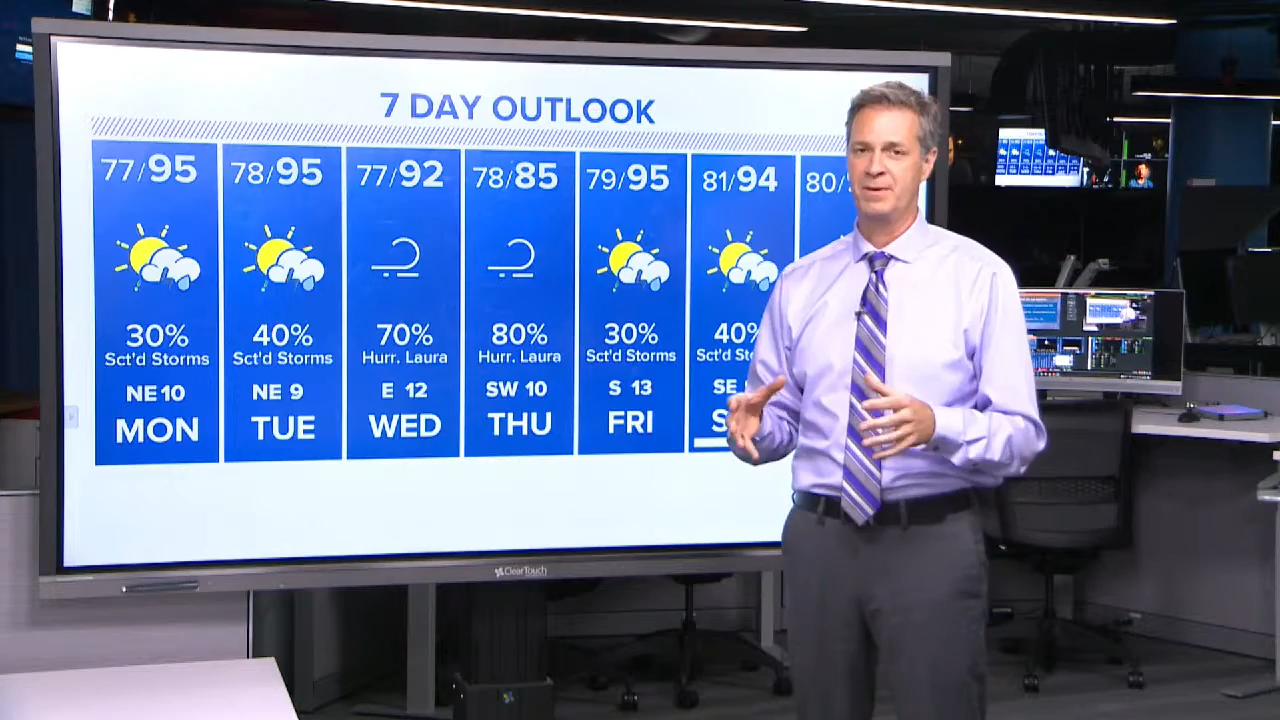 7 DAY OUTLOOK
77/95
30%
Sct'd Storms
NE 10
MON
78/95
40%
Sct'd Storms
NE 9
TUE
77/92
70%
Hurr. Laura
E 12
WED
78/85
80%
Hurr. Laura
SW 10
THU
79/95
30%
Sct'd Storms
S 13
FRI
81/94
40%
Sct'd
SE
80/
ClearTouch